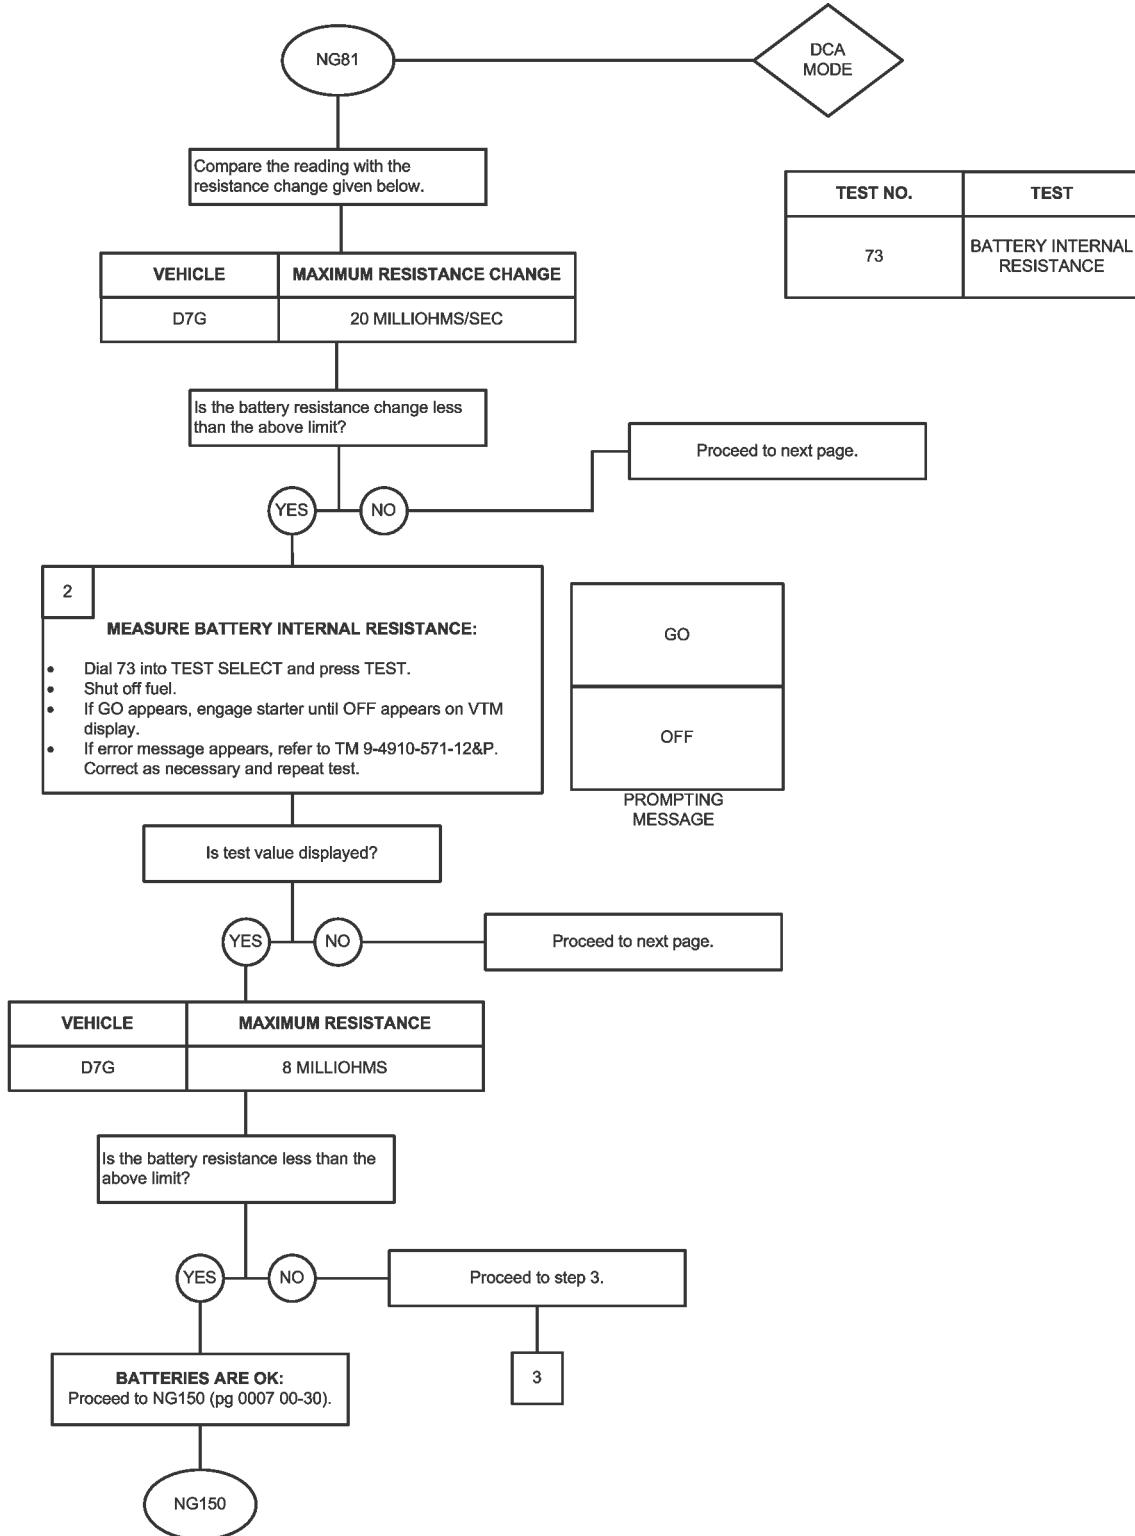 NG81
DCA
MODE
Compare the reading with the
resistance change given below.
TEST NO. TEST
73 BATTERY INTERNAL
RESISTANCE
VEHICLE MAXIMUM RESISTANCE CHANGE
D7G 20 MILLIOHMS/SEC
Is the battery resistance change less
than the above limit?
Proceed to next page.
YES NO
2
MEASURE BATTERY INTERNAL RESISTANCE:
• Dial 73 into TEST SELECT and press TEST.
• Shut off fuel.
• If GO appears, engage starter until OFF appears on VTM
display.
• If error message appears, refer to TM 9-4910-571-12&P.
Correct as necessary and repeat test.
GO
OFF
PROMPTING
MESSAGE
Is test value displayed?
YES NO Proceed to next page.
VEHICLE MAXIMUM RESISTANCE
D7G 8 MILLIOHMS
Is the battery resistance less than the
above limit?
YES NO Proceed to step 3.
3
BATTERIES ARE OK:
Proceed to NG150 (pg 0007 00-30).
NG150